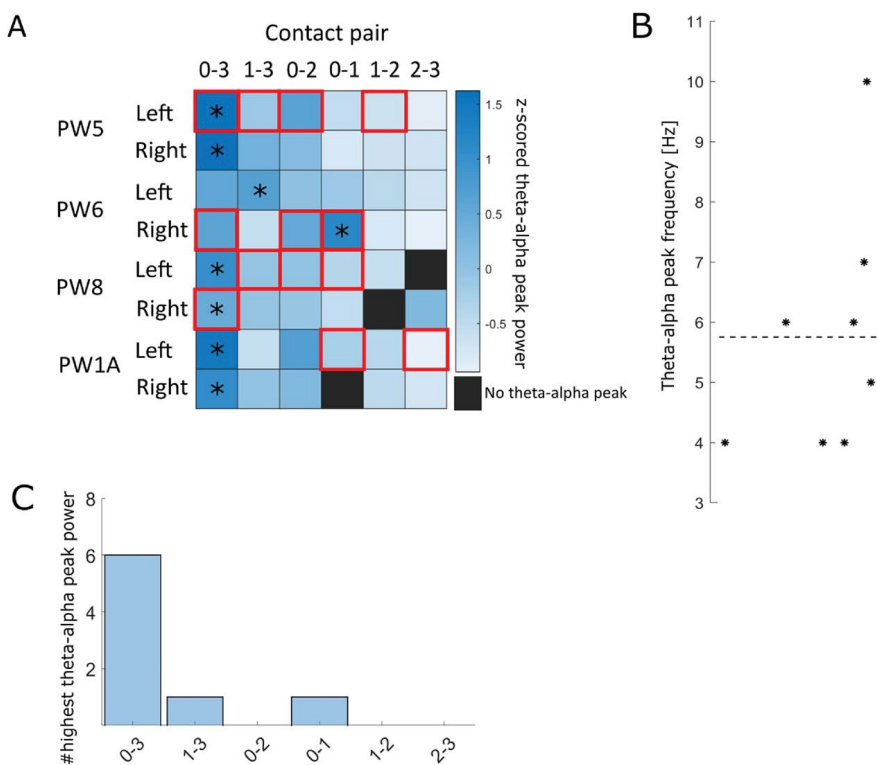 A
Contact pair
0-3 1-3 0-2 0-1 1-2 2-3
PW5
Left
*
Right
*
PW6
Left
*
Right
*
PW8
Left
*
Right
*
PW1A
Left
*
Right
*
1.5
1
0.5
0
-0.5
z-scored theta-alpha peak power
No theta-alpha peak
B
Theta-alpha peak frequency [Hz]
11
10
9
8
7
6
5
4
3
C
#highest theta-alpha peak power
8
6
4
2
0-3 1-3 0-2 0-1 1-2 2-3